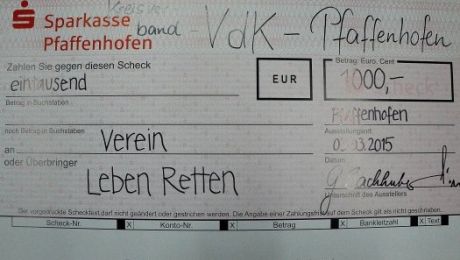 Kreisver
band - VdK - Pfaffenhofen
Sparkasse
Pfaffenhofen
Zahlen Sie gegen diesen Scheck
eintausend
Betrag in Buchstaben
EUR
Betrag: Euro, Cent
1000,-
Pfaffenhofen
noch Betrag in Buchstaben
Ausstellungsort
an Verein
03.2015
oder Überbringer
Datum
Leben Retten
Unterschrift des Ausstellers
Der vorgedruckte Schecktext darf nicht geändert oder gestrichen werden. Die Angabe einer Zahlungsfrist auf dem Scheck gilt als nicht geschrieben.
Scheck-Nr. X Konto-Nr. X Betrag X Bankleitzahl X Text